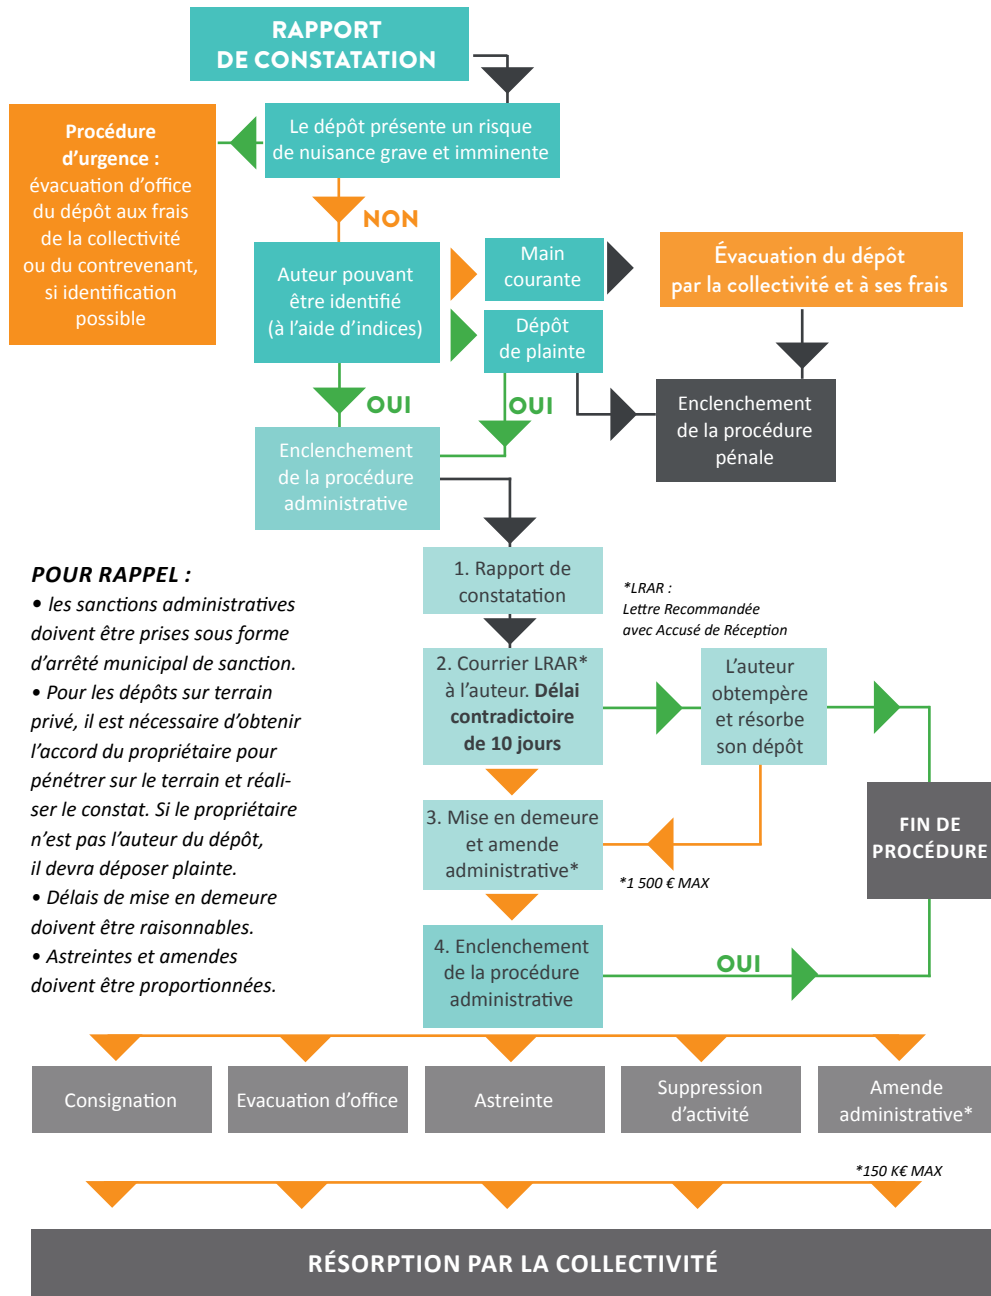 RAPPORT
DE CONSTATATION
Le dépôt présente un risque
de nuisance grave et imminente
Procédure
d’urgence :
évacuation d’office
du dépôt aux frais
de la collectivité
ou du contrevenant,
si identification
possible
NON
Auteur pouvant
être identifié
(à l’aide d’indices)
Main
courante
Évacuation du dépôt
par la collectivité et à ses frais
Dépôt
de plainte
OUI
OUI
Enclenchement
de la procédure
pénale
Enclenchement
de la procédure
administrative
POUR RAPPEL :
• les sanctions administratives
doivent être prises sous forme
d’arrêté municipal de sanction.
• Pour les dépôts sur terrain
privé, il est nécessaire d’obtenir
l’accord du propriétaire pour
pénétrer sur le terrain et réali-
ser le constat. Si le propriétaire
n’est pas l’auteur du dépôt,
il devra déposer plainte.
• Délais de mise en demeure
doivent être raisonnables.
• Astreintes et amendes
doivent être proportionnées.
1. Rapport de
constatation
*LRAR :
Lettre Recommandée
avec Accusé de Réception
2. Courrier LRAR*
à l’auteur. Délai
contradictoire
de 10 jours
L’auteur
obtempère
et résorbe
son dépôt
3. Mise en demeure
et amende
administrative*
*1 500 € MAX
FIN DE
PROCÉDURE
4. Enclenchement
de la procédure
administrative
OUI
Consignation
Evacuation d’office
Astreinte
Suppression
d’activité
Amende
administrative*
*150 K€ MAX
RÉSORPTION PAR LA COLLECTIVITÉ